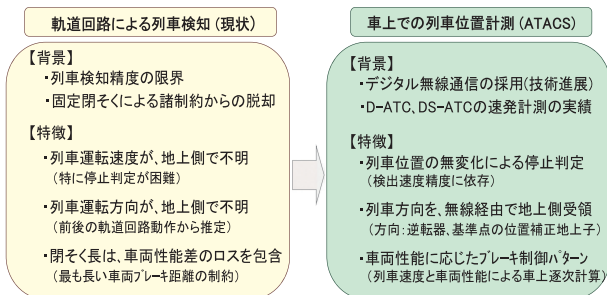 軌道回路による列車検知(現状)
【背景】
・列車検知精度の限界
・固定閉そくによる諸制約からの脱却
【特徴】
・列車運転速度が、地上側で不明
(特に停止判定が困難)
・列車運転方向が、地上側で不明
(前後の軌道回路動作から推定)
・閉そく長は、車両性能差のロスを包含
(最も長い車両ブレーキ距離の制約)
車上での列車位置計測(ATACS)
【背景】
・デジタル無線通信の採用(技術進展)
・D-ATC、DS-ATCの速発計測の実績
【特徴】
・列車位置の無変化による停止判定
(検出速度精度に依存)
・列車方向を、無線経由で地上側受領
(方向:逆転器、基準点の位置補正地上子)
・車両性能に応じたブレーキ制御パターン
(列車速度と車両性能による車上逐次計算)